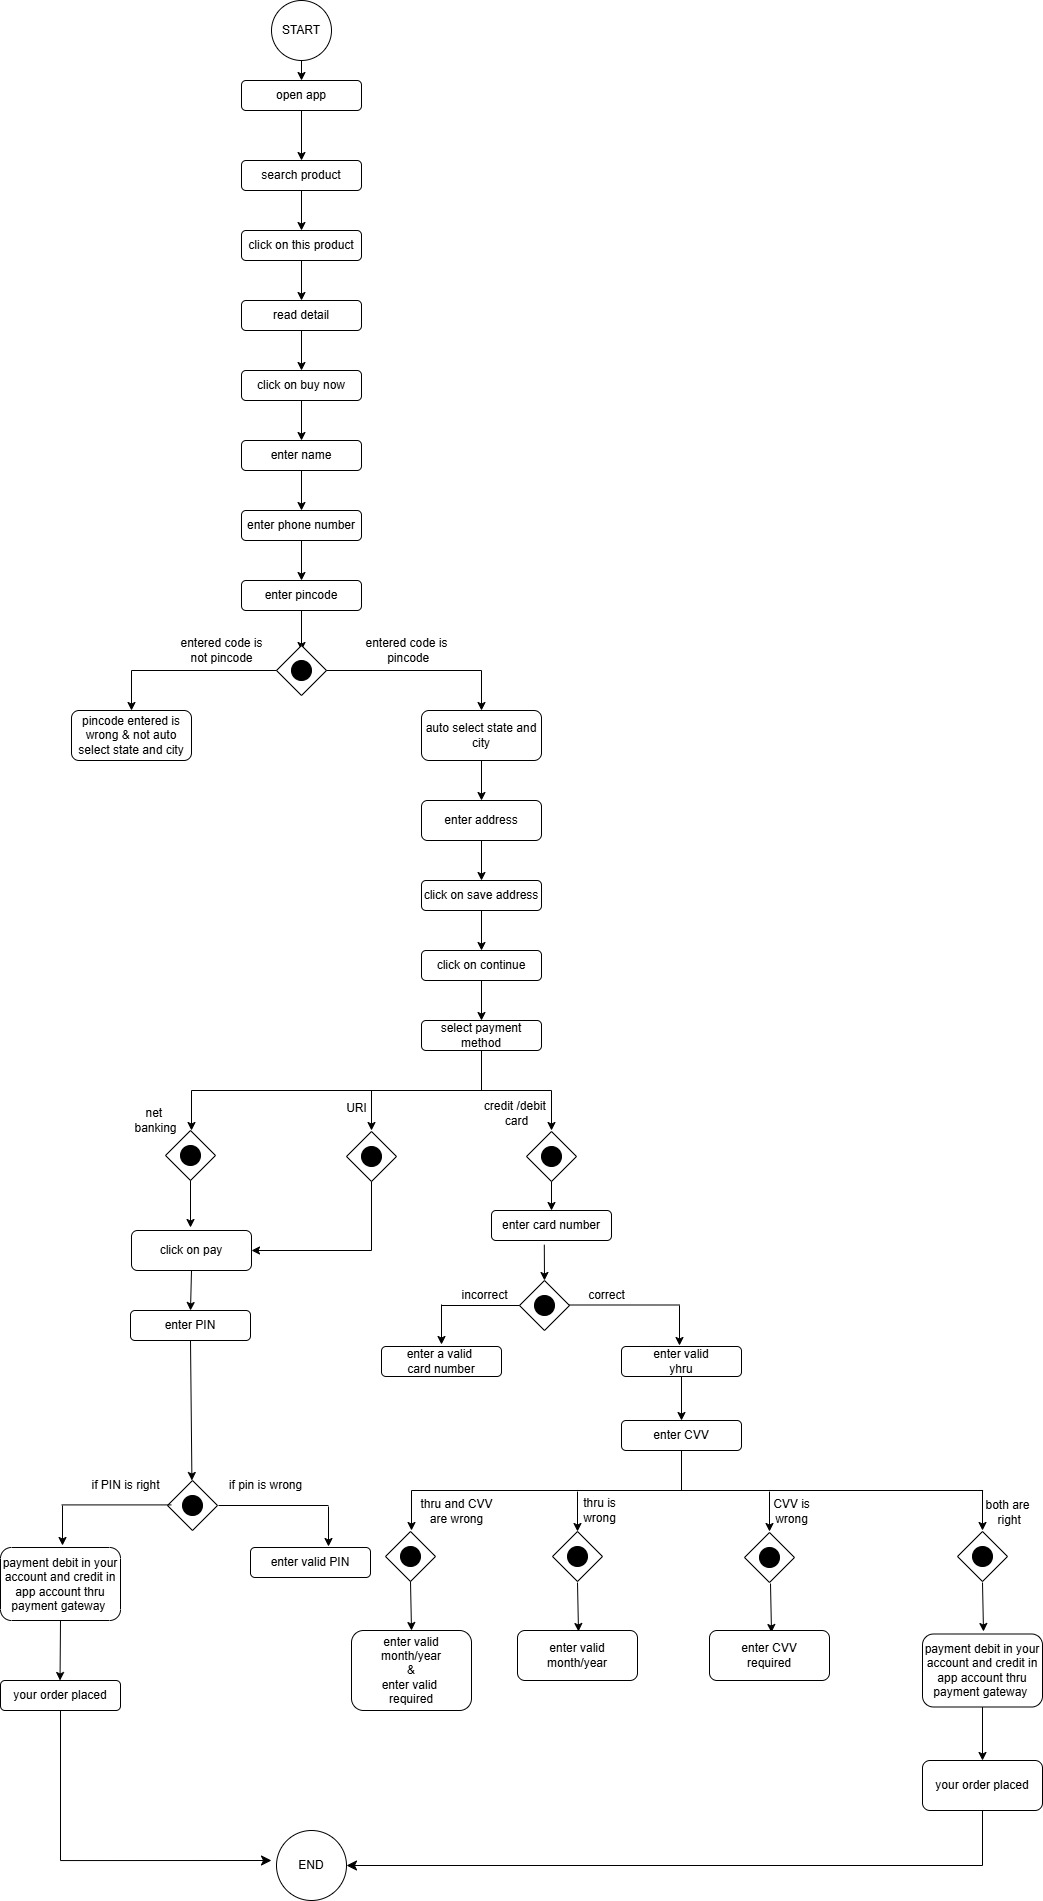 START
open app
search product
click on this product
read detail
click on buy now
enter name
enter phone number
enter pincode
entered code is
not pincode
entered code is
pincode
pincode entered is
wrong & not auto
select state and city
auto select state and
city
enter address
click on save address
click on continue
select payment
method
net
banking
URI
credit /debit
card
click on pay
enter card number
enter PIN
incorrect
correct
enter a valid
card number
enter valid
yhru
enter CVV
if PIN is right
if pin is wrong
thru and CVV
are wrong
thru is
wrong
CVV is
wrong
both are
right
payment debit in your
account and credit in
app account thru
payment gateway
enter valid PIN
enter valid
month/year
&
enter valid
required
enter valid
month/year
enter CVV
required
payment debit in your
account and credit in
app account thru
payment gateway
your order placed
your order placed
END